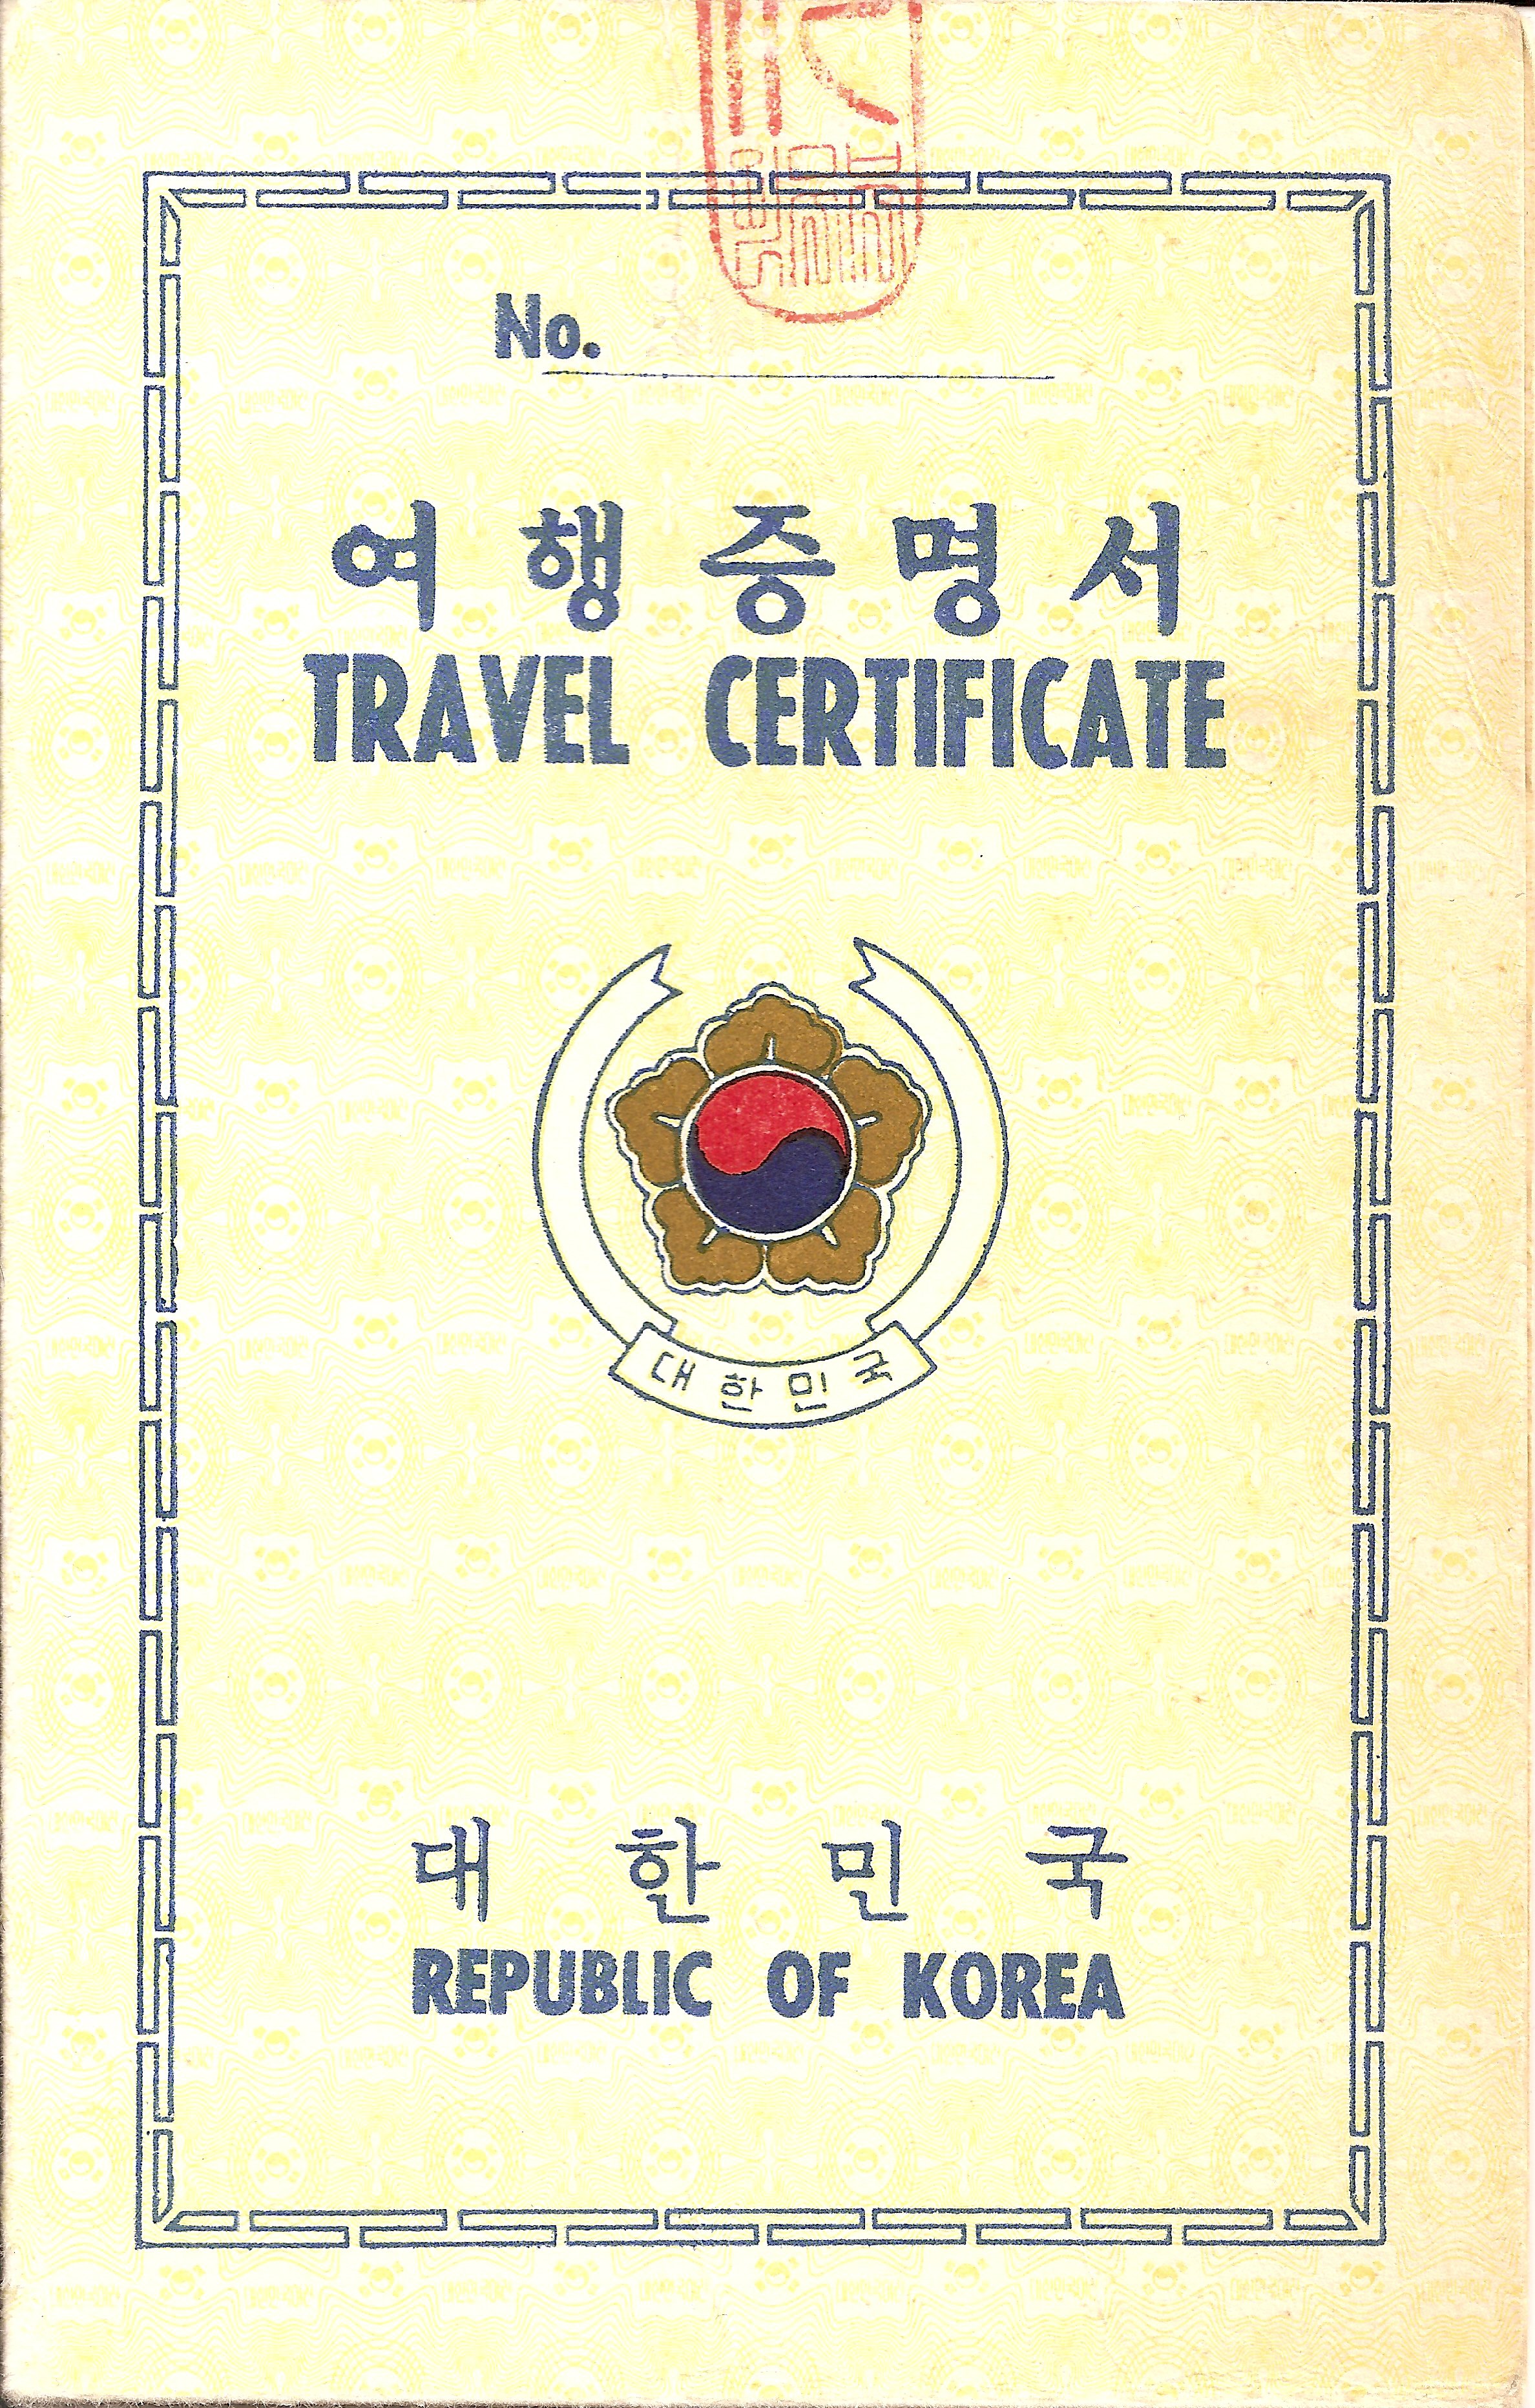 No.
여 행 증 명 서
TRAVEL CERTIFICATE
대 한 민 국
대 한 민 국
REPUBLIC OF KOREA